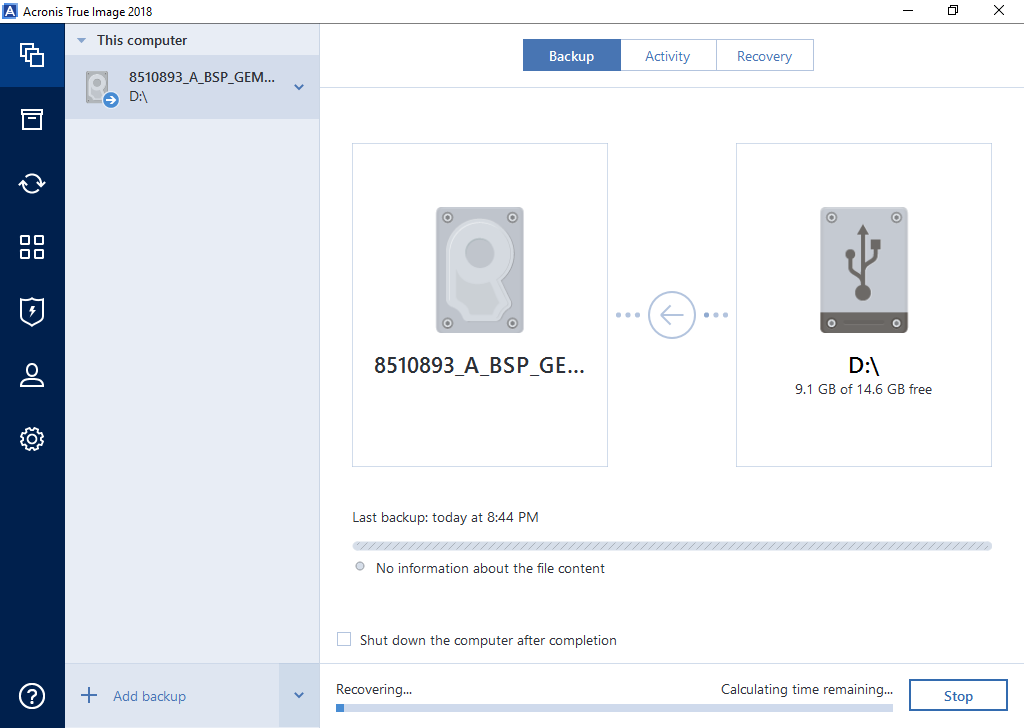 Acronis True Image 2018
This computer
8510893_A_BSP_GEM...
D:\
Backup
Activity
Recovery
8510893_A_BSP_GE...
D:\
9.1 GB of 14.6 GB free
Last backup: today at 8:44 PM
No information about the file content
Shut down the computer after completion
Add backup
Recovering...
Calculating time remaining...
Stop